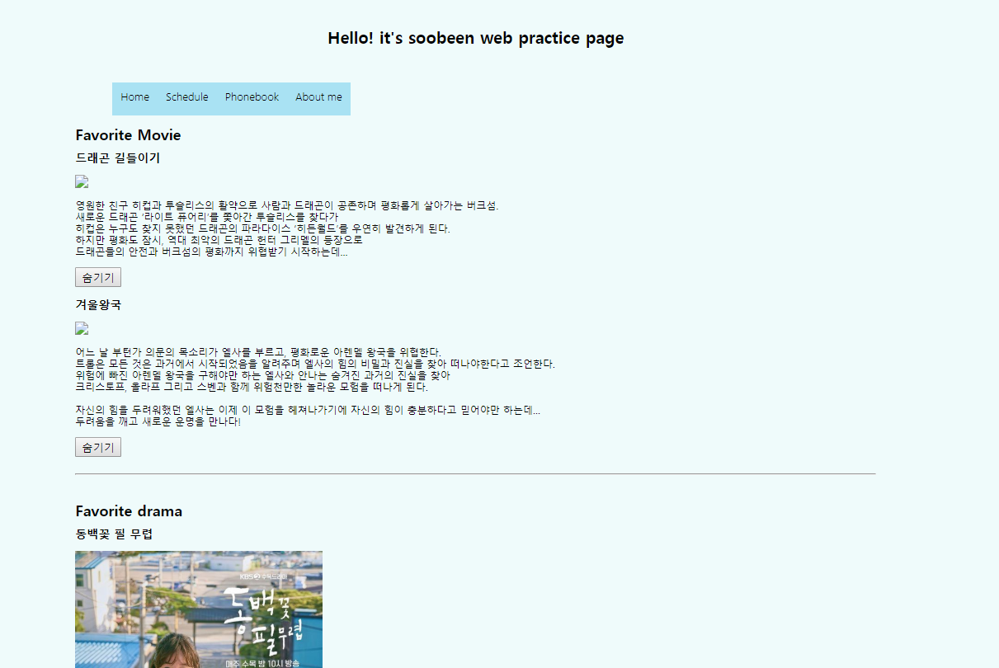 Hello! it's soobeen web practice page
Home Schedule Phonebook About me
Favorite Movie
드래곤 길들이기
영원한 친구 히컵과 투슬리스의 활약으로 사람과 드래곤이 공존하며 평화롭게 살아가는 버크섬.
새로운 드래곤 ‘라이트 퓨어리’를 쫓아간 투슬리스를 찾다가
히컵은 누구도 찾지 못했던 드래곤의 파라다이스 ‘히든월드’를 우연히 발견하게 된다.
하지만 평화도 잠시, 역대 최악의 드래곤 헌터 그리멜의 등장으로
드래곤들의 안전과 버크섬의 평화까지 위협받기 시작하는데...
숨기기
겨울왕국
어느 날 부턴가 의문의 목소리가 엘사를 부르고, 평화로운 아렌델 왕국을 위협한다.
트롤은 모든 것은 과거에서 시작되었음을 알려주며 엘사의 힘의 비밀과 진실을 찾아 떠나야한다고 조언한다.
위험에 빠진 아렌델 왕국을 구해야만 하는 엘사와 안나는 숨겨진 과거의 진실을 찾아
크리스토프, 올라프 그리고 스벤과 함께 위험천만한 놀라운 모험을 떠나게 된다.
자신의 힘을 두려워했던 엘사는 이제 이 모험을 헤쳐나가기에 자신의 힘이 충분하다고 믿어야만 하는데...
두려움을 깨고 새로운 운명을 만나다!
숨기기
Favorite drama
동백꽃 필 무렵
KBS2 수목드라마
동백꽃
필 무렵
매주 수목 밤 10시 방송